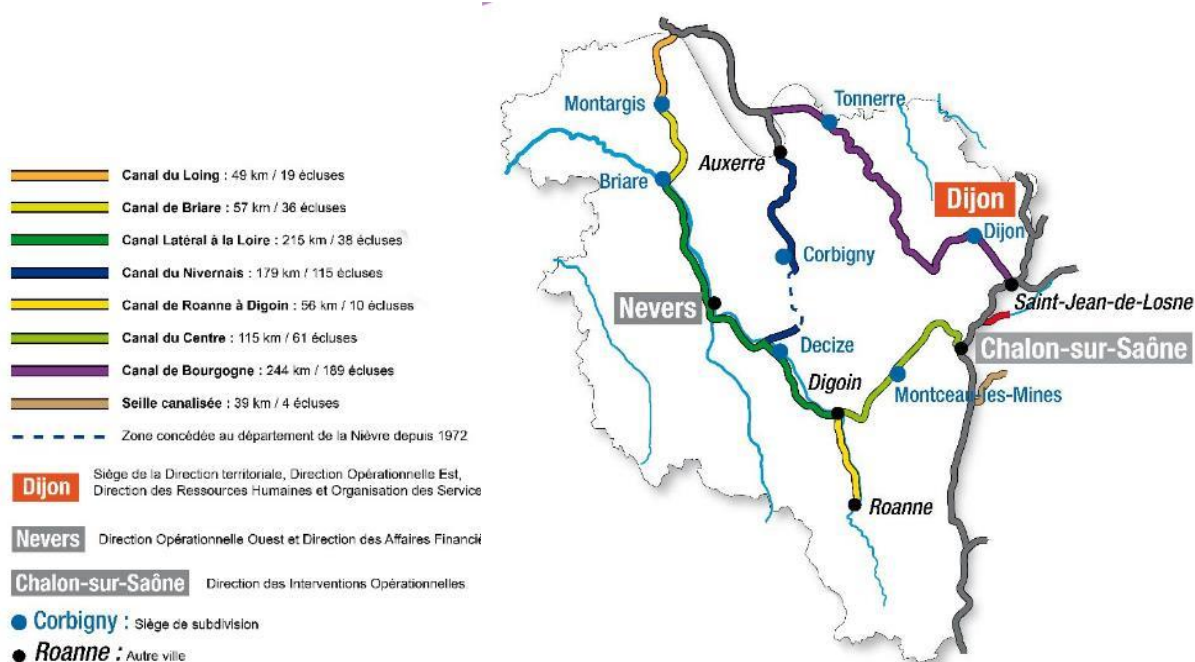 Canal du Loing : 49 km / 19 écluses
Canal de Briare : 57 km / 36 écluses
Canal Latéral à la Loire : 215 km / 38 écluses
Canal du Nivernais : 179 km / 115 écluses
Canal de Roanne à Digoin : 56 km / 10 écluses
Canal du Centre : 115 km / 61 écluses
Canal de Bourgogne : 244 km / 189 écluses
Seille canalisée : 39 km / 4 écluses
Zone concédée au département de la Nièvre depuis 1972
Dijon
Siège de la Direction territoriale, Direction Opérationnelle Est,
Direction des Ressources Humaines et Organisation des Service
Nevers
Direction Opérationnelle Ouest et Direction des Affaires Financiè
Chalon-sur-Saône
Direction des Interventions Opérationnelles
Corbigny : Siège de subdivision
Roanne : Autre ville
Montargis
Tonnerre
Auxerre
Briare
Dijon
Dijon
Corbigny
Nevers
Saint-Jean-de-Losne
Decize
Chalon-sur-Saône
Digoin
Montceau-les-Mines
Roanne